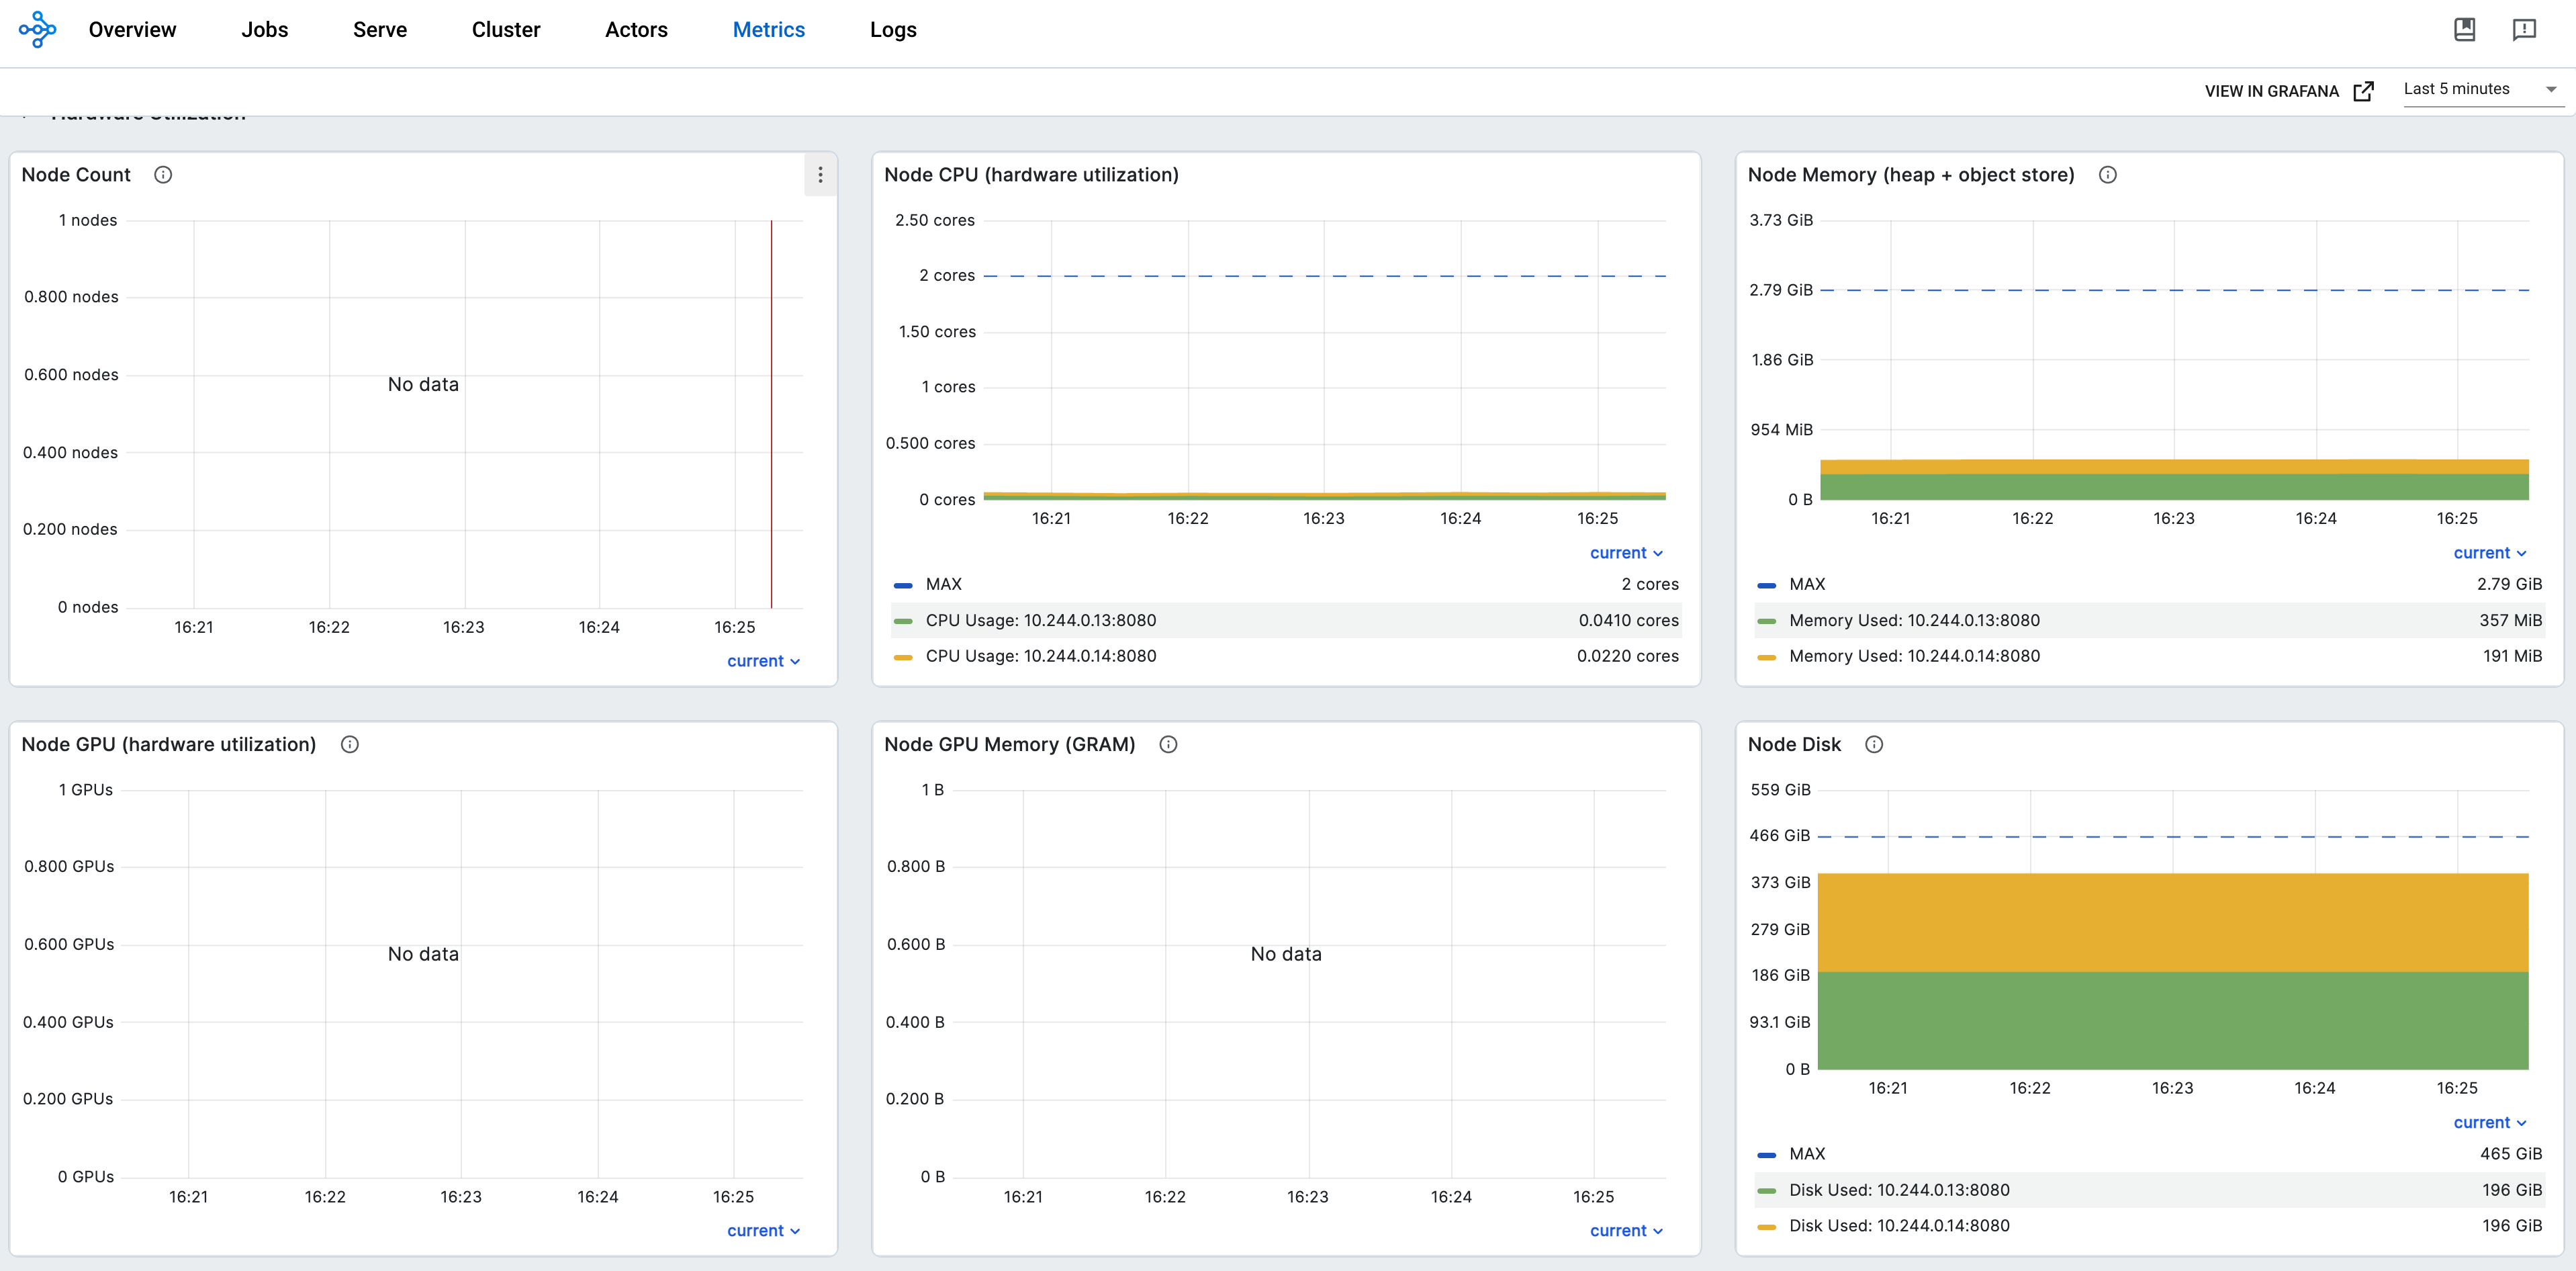 Overview Jobs Serve Cluster Actors Metrics Logs
VIEW IN GRAFANA Last 5 minutes
Hardware Utilization
Node Count
1 nodes
0.800 nodes
0.600 nodes
No data
0.400 nodes
0.200 nodes
0 nodes
16:21 16:22 16:23 16:24 16:25
current
Node CPU (hardware utilization)
2.50 cores
2 cores
1.50 cores
1 cores
0.500 cores
0 cores
16:21 16:22 16:23 16:24 16:25
current
MAX 2 cores
CPU Usage: 10.244.0.13:8080 0.0410 cores
CPU Usage: 10.244.0.14:8080 0.0220 cores
Node Memory (heap + object store)
3.73 GiB
2.79 GiB
1.86 GiB
954 MiB
0 B
16:21 16:22 16:23 16:24 16:25
current
MAX 2.79 GiB
Memory Used: 10.244.0.13:8080 357 MiB
Memory Used: 10.244.0.14:8080 191 MiB
Node GPU (hardware utilization)
1 GPUs
0.800 GPUs
0.600 GPUs
No data
0.400 GPUs
0.200 GPUs
0 GPUs
16:21 16:22 16:23 16:24 16:25
current
Node GPU Memory (GRAM)
1 B
0.800 B
0.600 B
No data
0.400 B
0.200 B
0 B
16:21 16:22 16:23 16:24 16:25
current
Node Disk
559 GiB
466 GiB
373 GiB
279 GiB
186 GiB
93.1 GiB
0 B
16:21 16:22 16:23 16:24 16:25
current
MAX 465 GiB
Disk Used: 10.244.0.13:8080 196 GiB
Disk Used: 10.244.0.14:8080 196 GiB